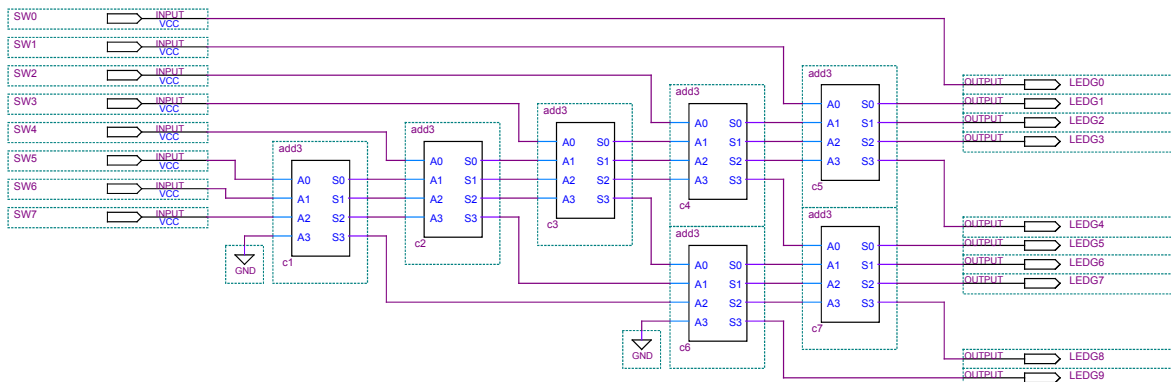 SW0 INPUT
VCC
SW1 INPUT
VCC
SW2 INPUT
VCC
SW3 INPUT
VCC
SW4 INPUT
VCC
SW5 INPUT
VCC
SW6 INPUT
VCC
SW7 INPUT
VCC
GND
add3
A0 S0
A1 S1
A2 S2
A3 S3
c1
add3
A0 S0
A1 S1
A2 S2
A3 S3
c2
add3
A0 S0
A1 S1
A2 S2
A3 S3
c3
add3
A0 S0
A1 S1
A2 S2
A3 S3
c4
add3
A0 S0
A1 S1
A2 S2
A3 S3
c5
GND
add3
A0 S0
A1 S1
A2 S2
A3 S3
c6
add3
A0 S0
A1 S1
A2 S2
A3 S3
c7
OUTPUT LEDG0
OUTPUT LEDG1
OUTPUT LEDG2
OUTPUT LEDG3
OUTPUT LEDG4
OUTPUT LEDG5
OUTPUT LEDG6
OUTPUT LEDG7
OUTPUT LEDG8
OUTPUT LEDG9